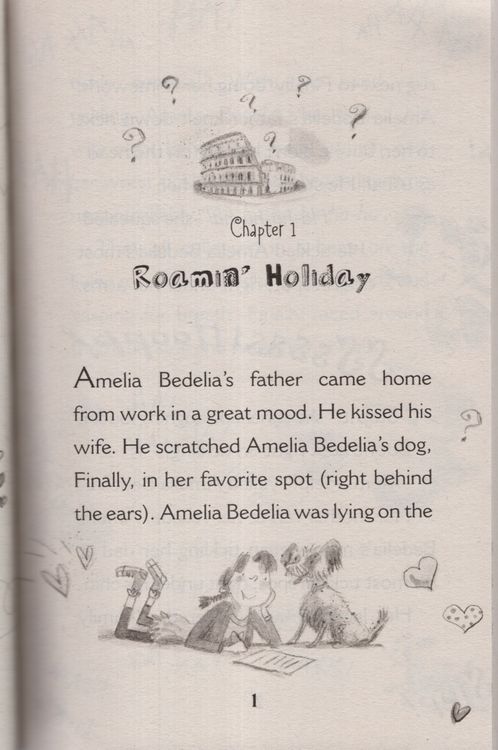 Chapter 1
Roamin' Holiday
Amelia Bedelia's father came home
from work in a great mood. He kissed his
wife. He scratched Amelia Bedelia's dog,
Finally, in her favorite spot (right behind
the ears). Amelia Bedelia was lying on the
1